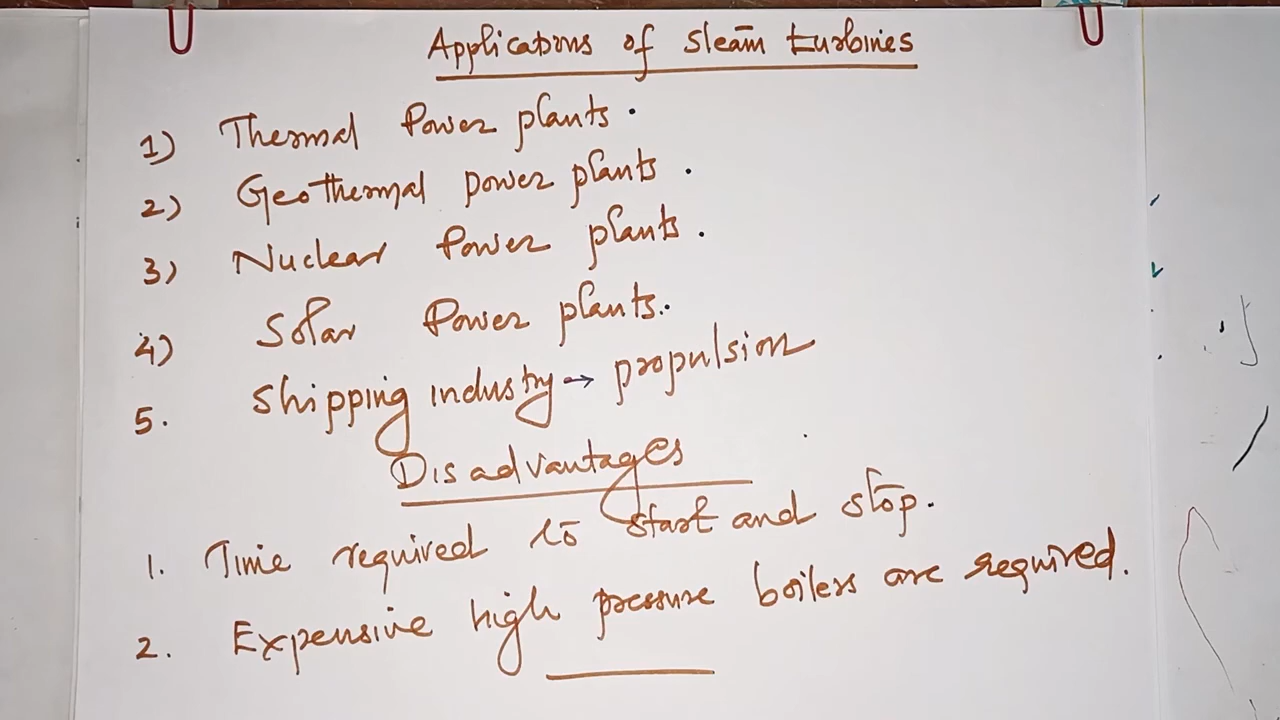 Applications of steam turbines
1) Thermal Power plants.
2) Geothermal power plants.
3) Nuclear Power plants.
4) Solar Power plants.
5. Shipping industry → propulsion
Disadvantages
1. Time required to start and stop.
2. Expensive high pressure boilers are required.